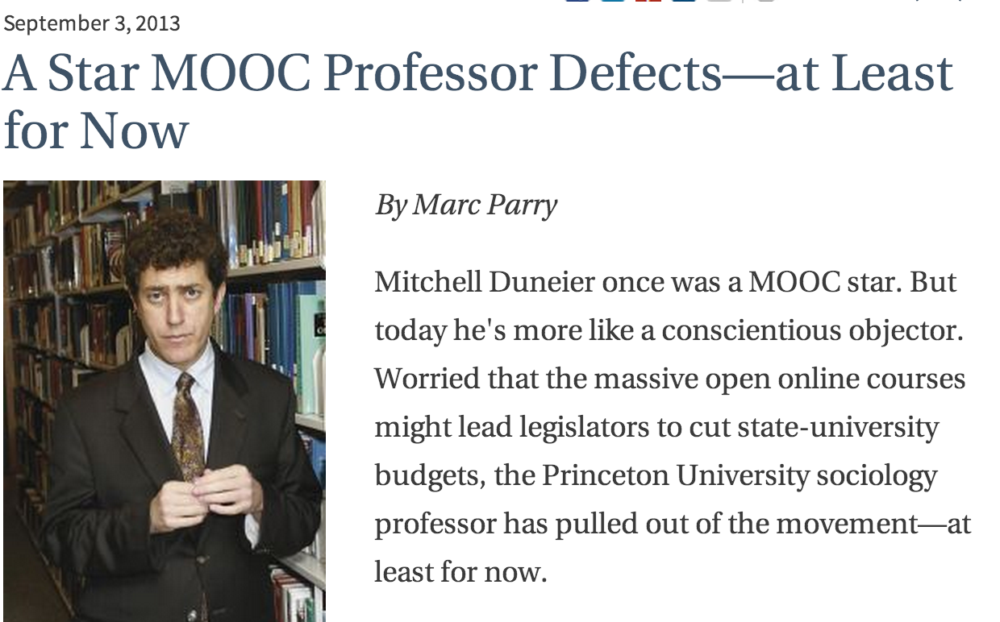 September 3, 2013
A Star MOOC Professor Defects—at Least
for Now
By Marc Parry
Mitchell Duneier once was a MOOC star. But
today he's more like a conscientious objector.
Worried that the massive open online courses
might lead legislators to cut state-university
budgets, the Princeton University sociology
professor has pulled out of the movement—at
least for now.